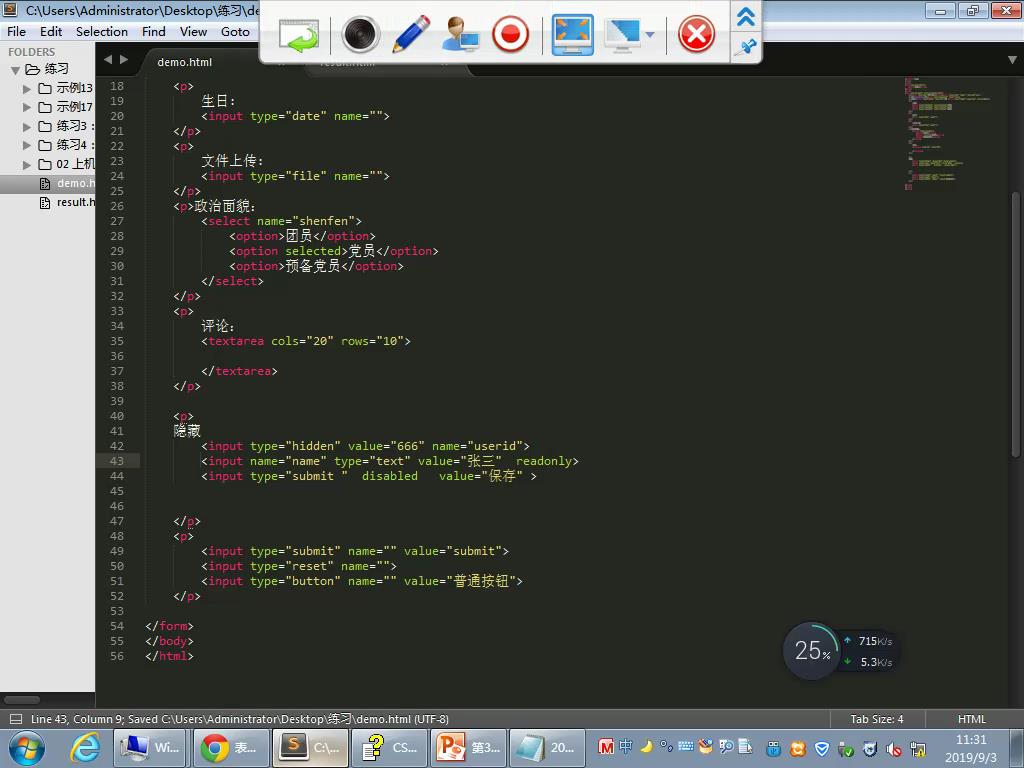 C:\Users\Administrator\Desktop\练习\de
File Edit Selection Find View Goto
FOLDERS
练习
示例13
示例17
练习3 :
练习4 :
02 上机
demo.h
result.h
demo.html
result.html
18 <p>
19 生日:
20 <input type="date" name="">
21 </p>
22 <p>
23 文件上传:
24 <input type="file" name="">
25 </p>
26 <p>政治面貌:
27 <select name="shenfen">
28 <option>团员</option>
29 <option selected>党员</option>
30 <option>预备党员</option>
31 </select>
32 </p>
33 <p>
34 评论:
35 <textarea cols="20" rows="10">
36
37 </textarea>
38 </p>
39
40 <p>
41 隐藏
42 <input type="hidden" value="666" name="userid">
43 <input name="name" type="text" value="张三"  readonly>
44 <input type="submit "  disabled   value="保存" >
45
46
47 </p>
48 <p>
49 <input type="submit" name="" value="submit">
50 <input type="reset" name="">
51 <input type="button" name="" value="普通按钮">
52 </p>
53
54 </form>
55 </body>
56 </html>
25%
715K/s
5.3K/s
Line 43, Column 9; Saved C:\Users\Administrator\Desktop\练习\demo.html (UTF-8)
Tab Size: 4
HTML
Wi...
表...
C:\...
CS...
第3...
20...
中
11:31
2019/9/3